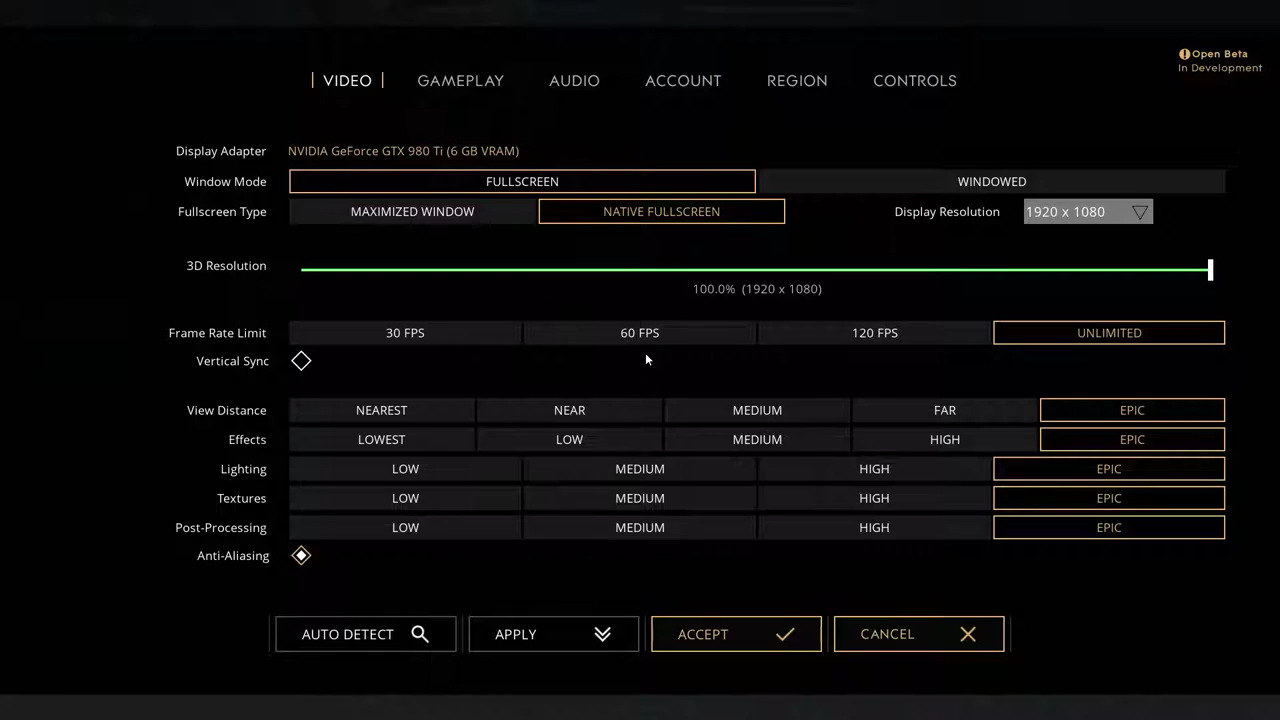 Open Beta
In Development
VIDEO GAMEPLAY AUDIO ACCOUNT REGION CONTROLS
Display Adapter NVIDIA GeForce GTX 980 Ti (6 GB VRAM)
Window Mode FULLSCREEN WINDOWED
Fullscreen Type MAXIMIZED WINDOW NATIVE FULLSCREEN Display Resolution 1920 x 1080
3D Resolution
100.0% (1920 x 1080)
Frame Rate Limit 30 FPS 60 FPS 120 FPS UNLIMITED
Vertical Sync
View Distance NEAREST NEAR MEDIUM FAR EPIC
Effects LOWEST LOW MEDIUM HIGH EPIC
Lighting LOW MEDIUM HIGH EPIC
Textures LOW MEDIUM HIGH EPIC
Post-Processing LOW MEDIUM HIGH EPIC
Anti-Aliasing
AUTO DETECT APPLY ACCEPT CANCEL